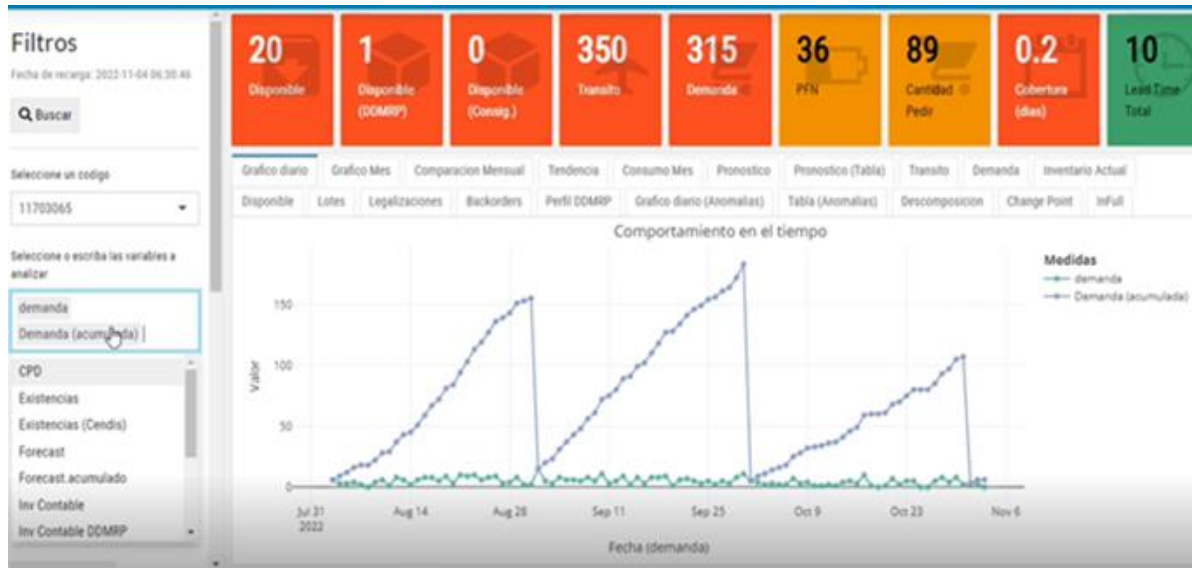 Filtros
Fecha de recarga: 2022-11-04 06:30:46
Buscar
Seleccione un codigo
11703065
Seleccione o escriba las variables a
analizar
demanda
Demanda (acumulada)
CPD
Existencias
Existencias (Cendis)
Forecast
Forecast.acumulado
Inv Contable
Inv Contable DDMRP
20
Disponible
1
Disponible
(DDMRP)
0
Disponible
(Consig.)
350
Transito
315
Demanda
36
PFN
89
Cantidad
Pedir
0.2
Cobertura
(dias)
10
Lead Time
Total
Grafico diario Grafico Mes Comparacion Mensual Tendencia Consumo Mes Pronostico Pronostico (Tabla) Transito Demanda Inventario Actual
Disponible Lotes Legalizaciones Backorders Perfil DDMRP Grafico diario (Anomalias) Tabla (Anomalias) Descomposicion Change Point InFull
Comportamiento en el tiempo
Medidas
demanda
Demanda (acumulada)
Valor
150
100
50
0
Jul 31 Aug 14 Aug 28 Sep 11 Sep 25 Oct 9 Oct 23 Nov 6
2022
Fecha (demanda)